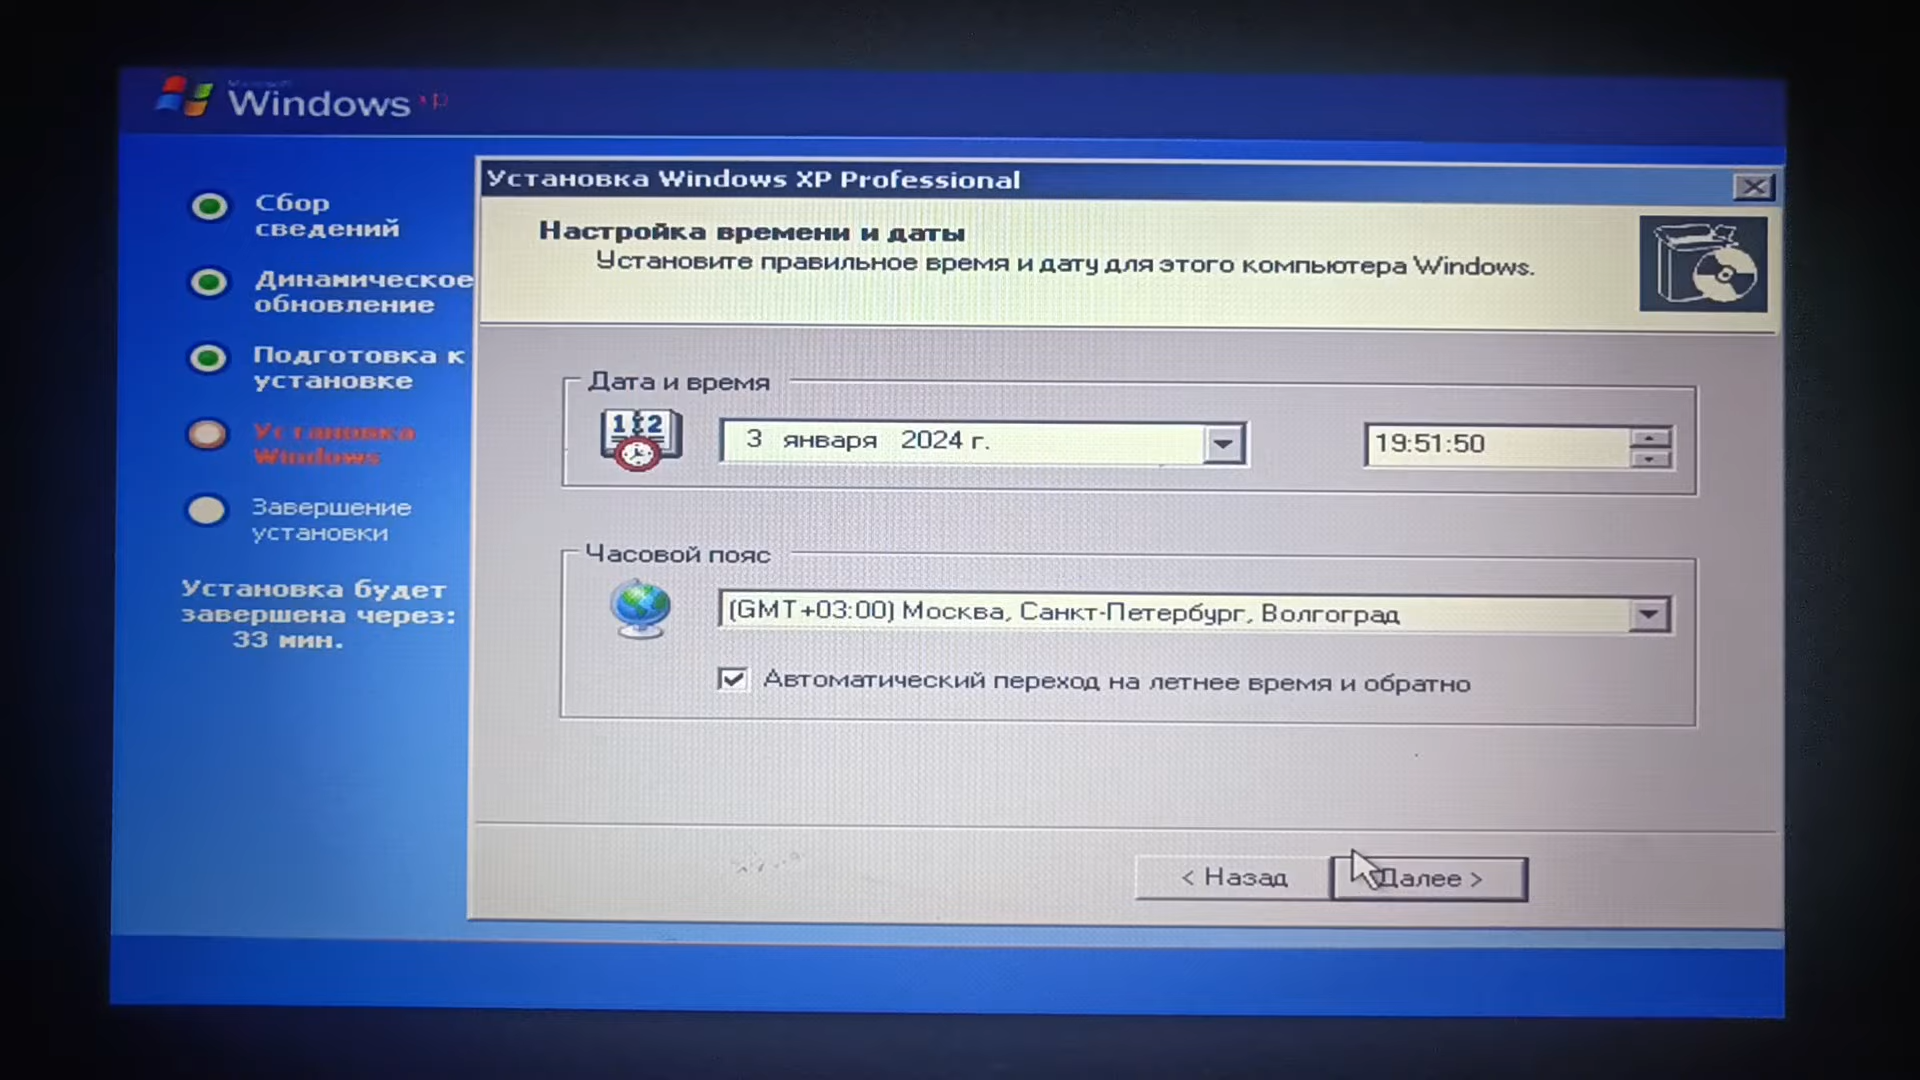 Microsoft
Windows xp
Сбор
сведений
Динамическое
обновление
Подготовка к
установке
Установка
Windows
Завершение
установки
Установка будет
завершена через:
33 мин.
Установка Windows XP Professional
Настройка времени и даты
Установите правильное время и дату для этого компьютера Windows.
Дата и время
12
3 января 2024 г.
19:51:50
Часовой пояс
(GMT+03:00) Москва, Санкт-Петербург, Волгоград
Автоматический переход на летнее время и обратно
< Назад
Далее >